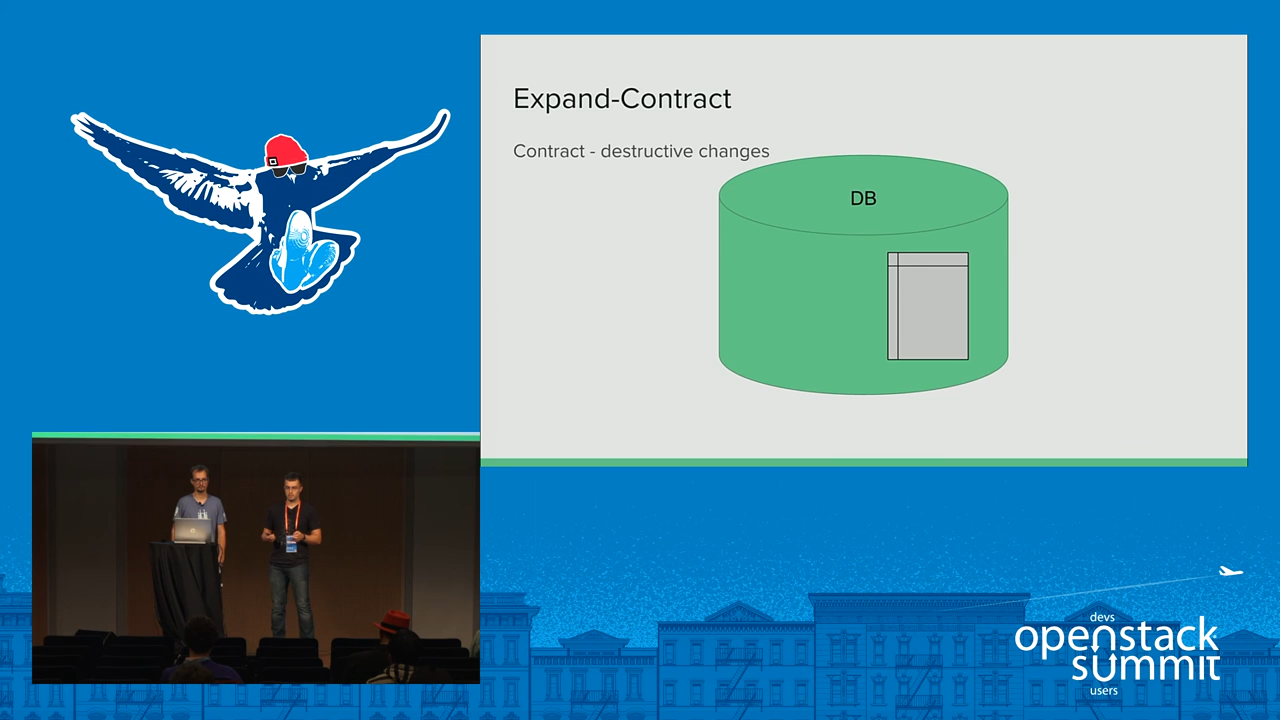 Expand-Contract
Contract - destructive changes
DB
devs
openstack
summit
users